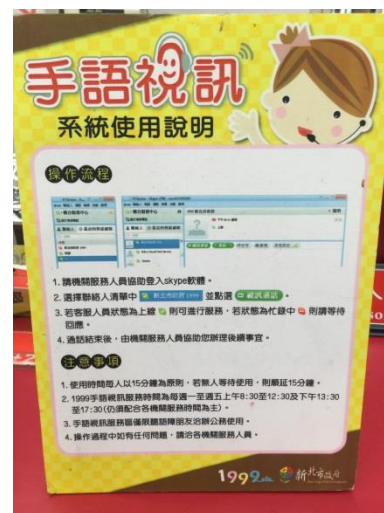 手語視訊
系統使用說明
操作流程
1. 請機關服務人員協助登入skype軟體。
2. 選擇聯絡人清單中 新北市政府1999 並點選 視訊通話 。
3. 若客服人員狀態為上線 則可進行服務,若狀態為忙錄中 則請等待
回應。
4. 通話結束後,由機關服務人員協助您辦理後續事宜。
注意事項
1. 使用時間每人以15分鐘為原則,若無人等待使用,則順延15分鐘。
2. 1999手語視訊服務時間為每週一至週五上午8:30至12:30及下午13:30
至17:30(仍須配合各機關服務時間為主)。
3. 手語視訊服務區僅限聽語障朋友洽辦公務使用。
4. 操作過程中如有任何問題,請洽各機關服務人員。
1999 新北市政府